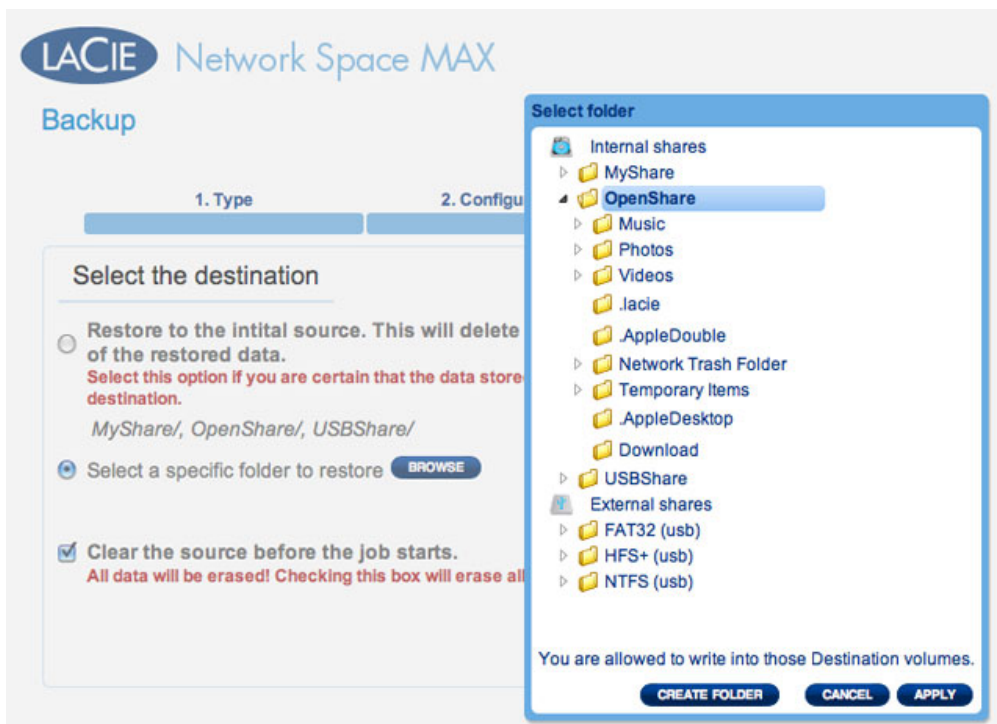 LACIE Network Space MAX
Backup
1. Type
2. Configu
Select the destination
Restore to the intital source. This will delete
of the restored data.
Select this option if you are certain that the data store
destination.
MyShare/, OpenShare/, USBShare/
Select a specific folder to restore BROWSE
Clear the source before the job starts.
All data will be erased! Checking this box will erase all
Select folder
Internal shares
MyShare
OpenShare
Music
Photos
Videos
.lacie
.AppleDouble
Network Trash Folder
Temporary Items
.AppleDesktop
Download
USBShare
External shares
FAT32 (usb)
HFS+ (usb)
NTFS (usb)
You are allowed to write into those Destination volumes.
CREATE FOLDER CANCEL APPLY